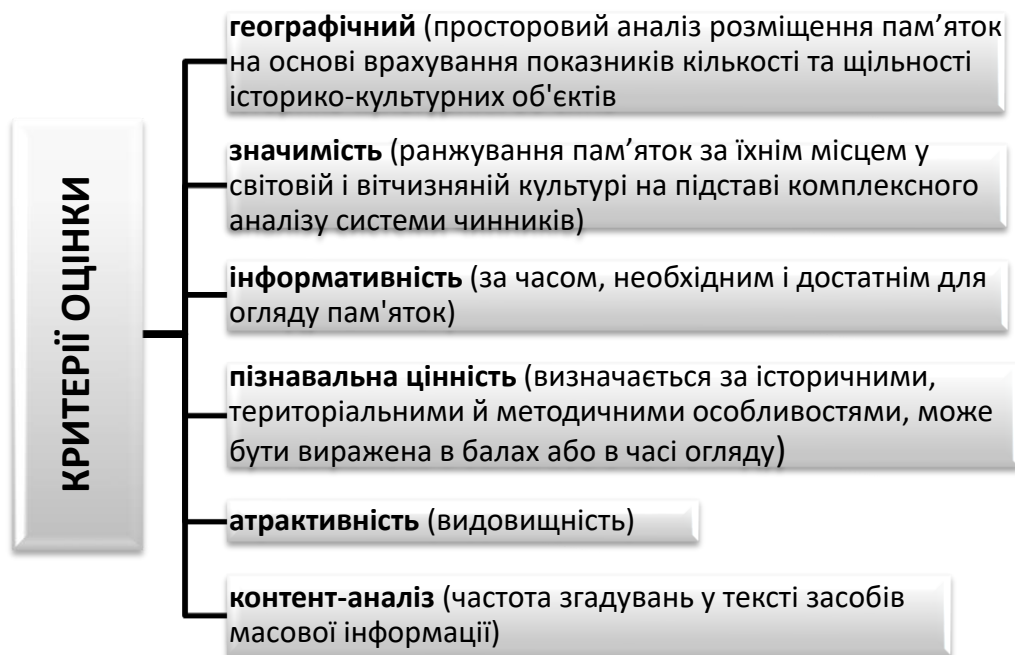 КРИТЕРІЇ ОЦІНКИ
географічний (просторовий аналіз розміщення пам’яток
на основі врахування показників кількості та щільності
історико-культурних об'єктів
значимість (ранжування пам’яток за їхнім місцем у
світовій і вітчизняній культурі на підставі комплексного
аналізу системи чинників)
інформативність (за часом, необхідним і достатнім для
огляду пам'яток)
пізнавальна цінність (визначається за історичними,
територіальними й методичними особливостями, може
бути виражена в балах або в часі огляду)
атрактивність (видовищність)
контент-аналіз (частота згадувань у тексті засобів
масової інформації)